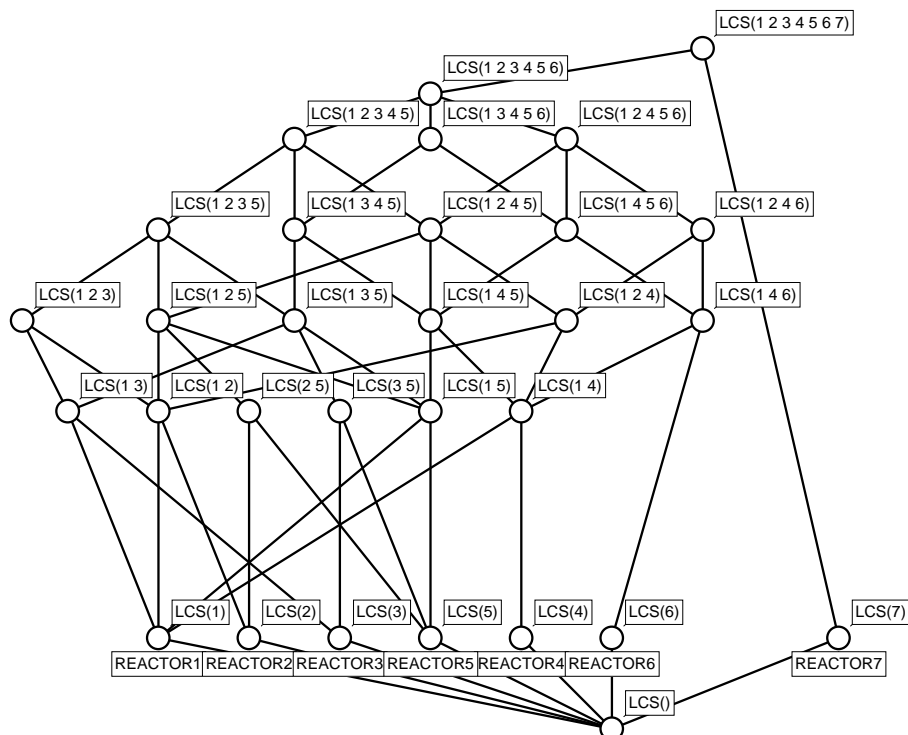 LCS(1 2 3 4 5 6 7)
LCS(1 2 3 4 5 6)
LCS(1 2 3 4 5)
LCS(1 3 4 5 6)
LCS(1 2 4 5 6)
LCS(1 2 3 5)
LCS(1 3 4 5)
LCS(1 2 4 5)
LCS(1 4 5 6)
LCS(1 2 4 6)
LCS(1 2 3)
LCS(1 2 5)
LCS(1 3 5)
LCS(1 4 5)
LCS(1 2 4)
LCS(1 4 6)
LCS(1 3)
LCS(1 2)
LCS(2 5)
LCS(3 5)
LCS(1 5)
LCS(1 4)
LCS(1)
LCS(2)
LCS(3)
LCS(5)
LCS(4)
LCS(6)
LCS(7)
REACTOR1
REACTOR2
REACTOR3
REACTOR5
REACTOR4
REACTOR6
REACTOR7
LCS()